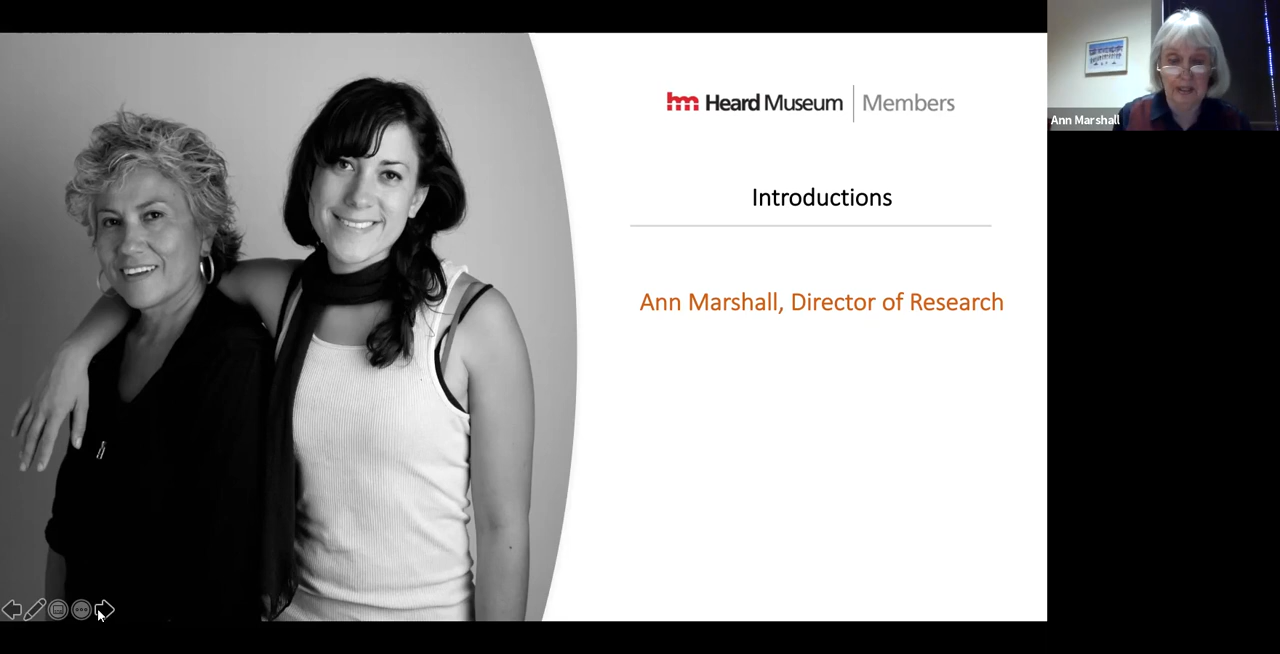 hm Heard Museum | Members
Introductions
Ann Marshall, Director of Research
Ann Marshall